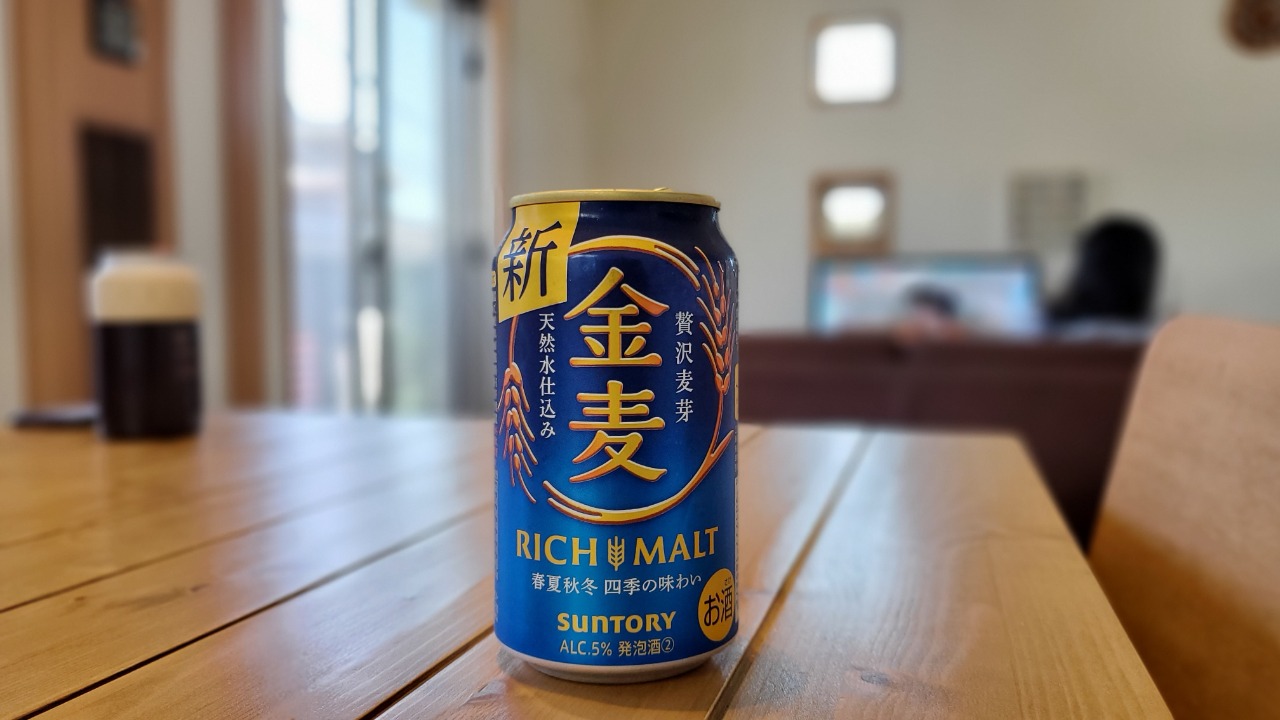 新
金麦
贅沢麦芽
天然水仕込み
RICH MALT
春夏秋冬 四季の味わい
お酒
SUNTORY
ALC.5% 発泡酒②